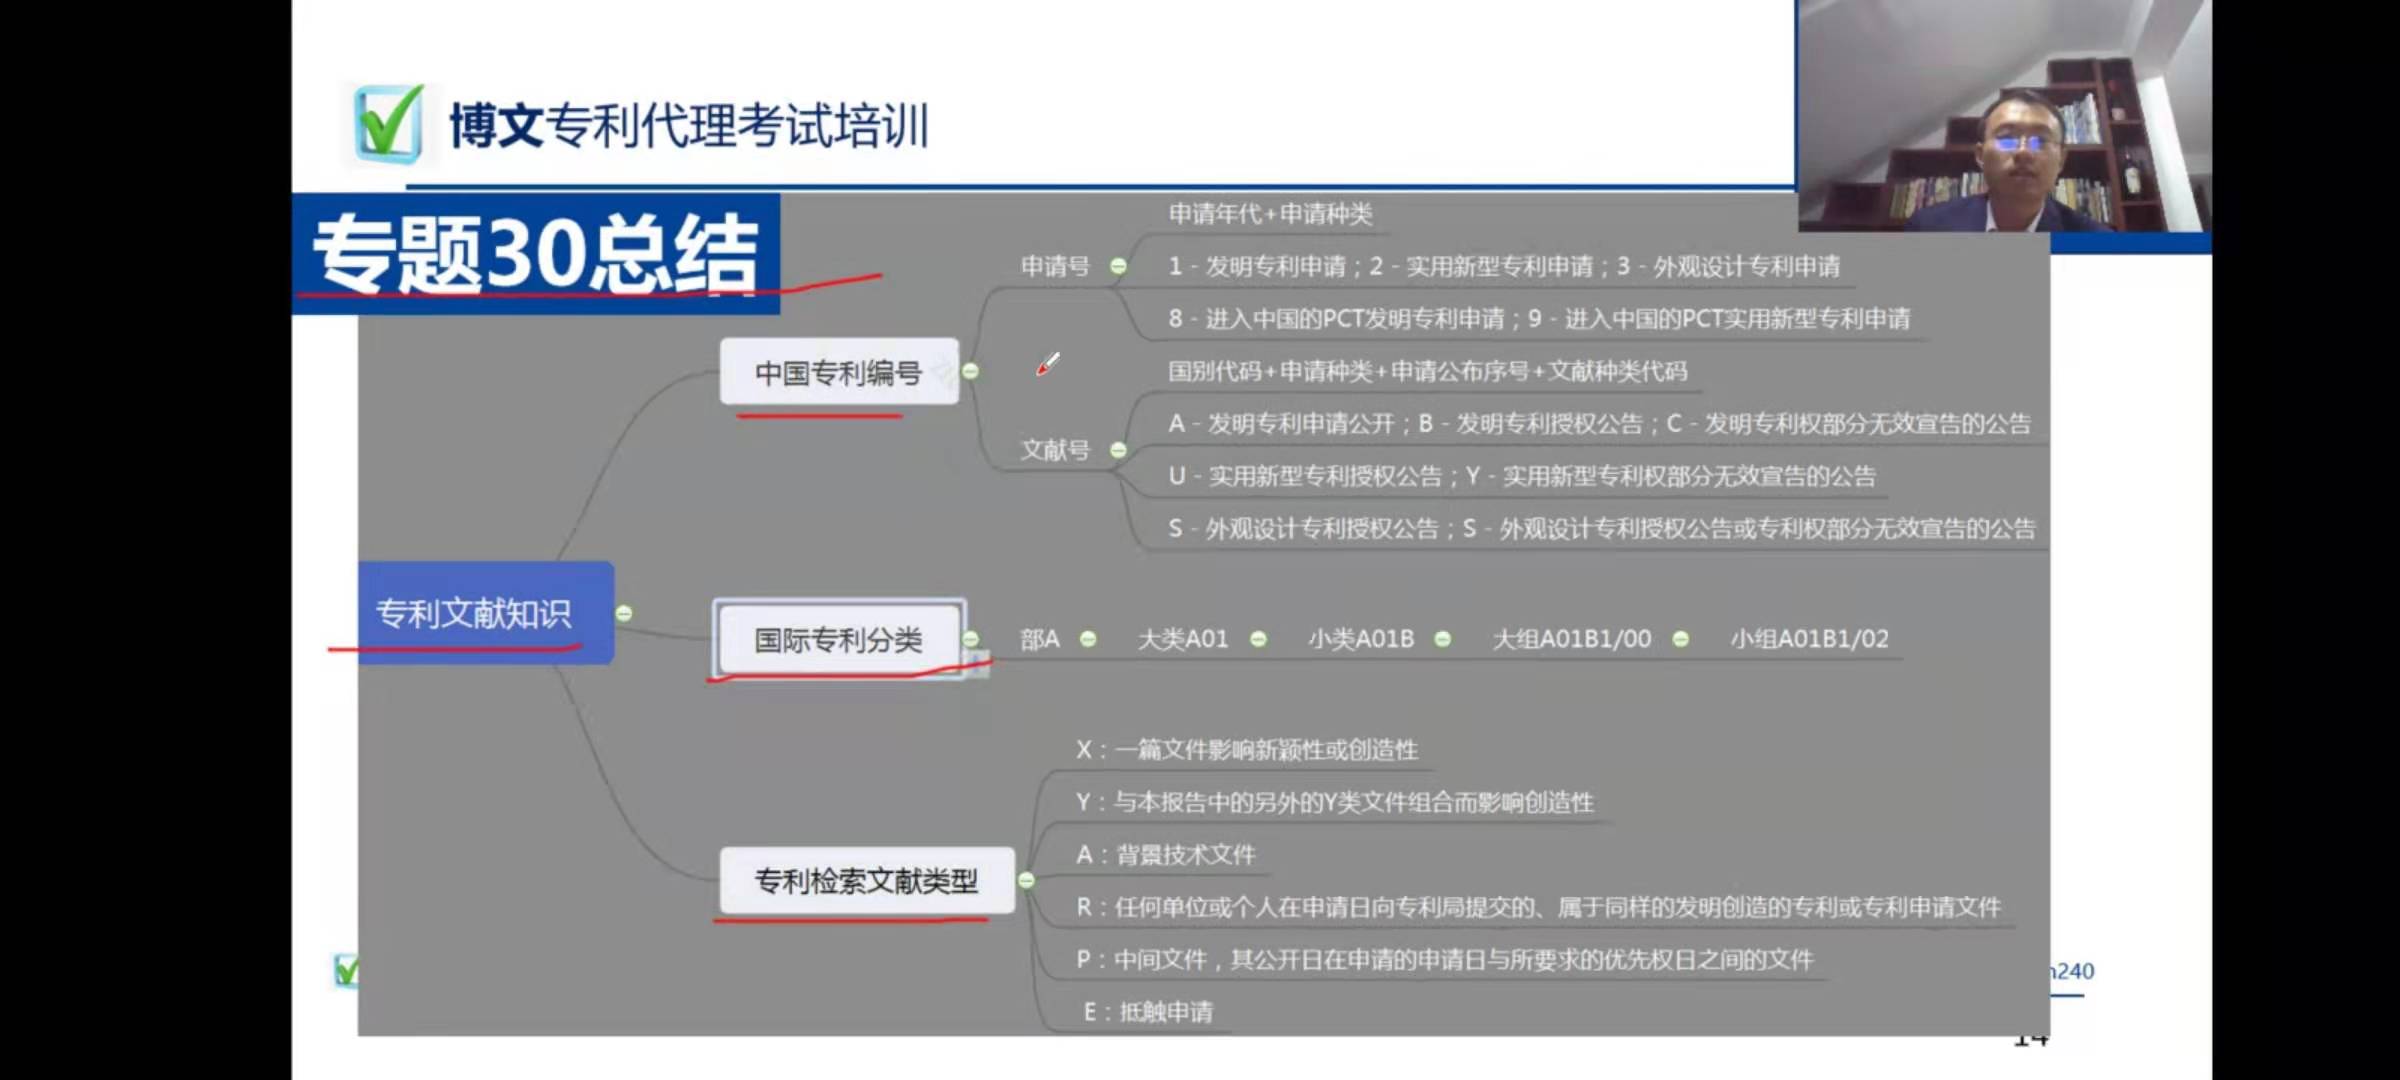 博文专利代理考试培训
专题30总结
专利文献知识
中国专利编号
申请号
申请年代+申请种类
1 - 发明专利申请；2 - 实用新型专利申请；3 - 外观设计专利申请
8 - 进入中国的PCT发明专利申请；9 - 进入中国的PCT实用新型专利申请
文献号
国别代码+申请种类+申请公布序号+文献种类代码
A - 发明专利申请公开；B - 发明专利授权公告；C - 发明专利权部分无效宣告的公告
U - 实用新型专利授权公告；Y - 实用新型专利权部分无效宣告的公告
S - 外观设计专利授权公告；S - 外观设计专利授权公告或专利权部分无效宣告的公告
国际专利分类
部A
大类A01
小类A01B
大组A01B1/00
小组A01B1/02
专利检索文献类型
X：一篇文件影响新颖性或创造性
Y：与本报告中的另外的Y类文件组合而影响创造性
A：背景技术文件
R：任何单位或个人在申请日向专利局提交的、属于同样的发明创造的专利或专利申请文件
P：中间文件，其公开日在申请的申请日与所要求的优先权日之间的文件
E：抵触申请
n240
14